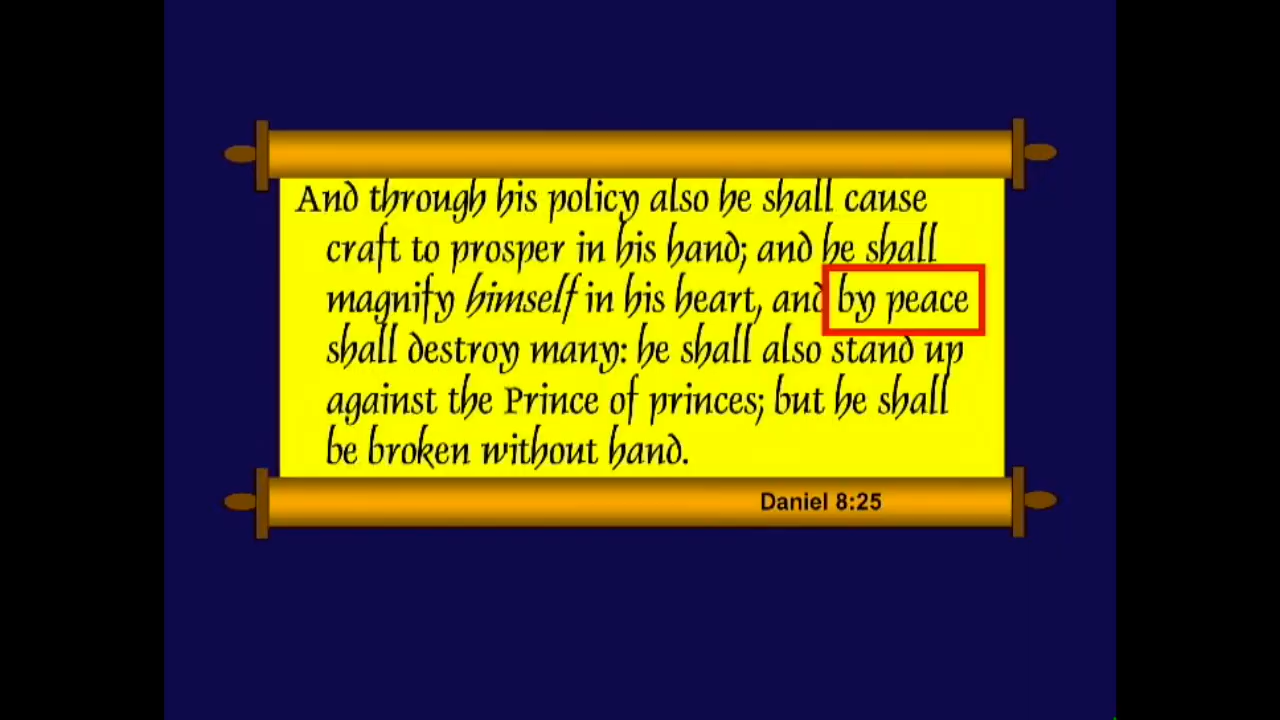 And through his policy also he shall cause
craft to prosper in his hand; and he shall
magnify himself in his heart, and by peace
shall destroy many: he shall also stand up
against the Prince of princes; but he shall
be broken without hand.
Daniel 8:25